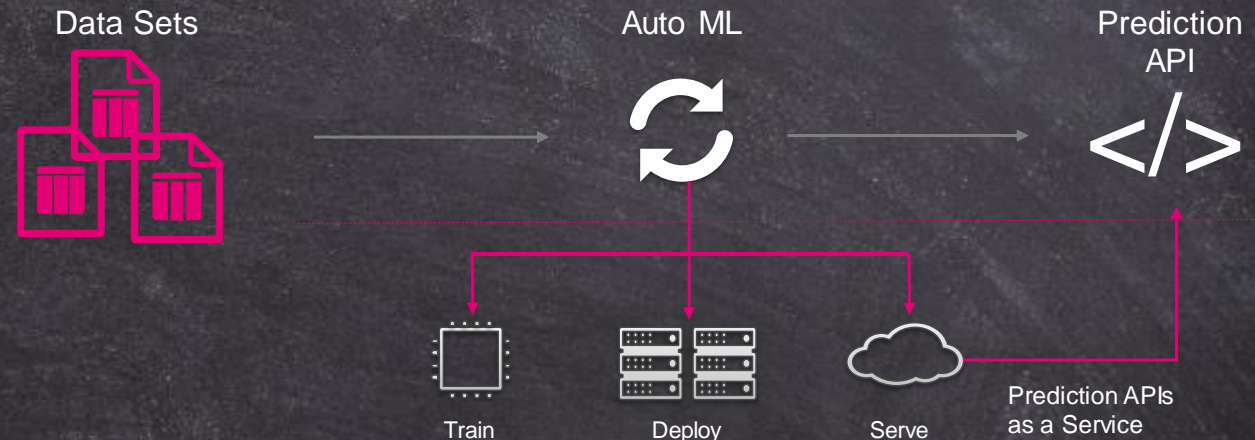 Data Sets
Auto ML
Prediction
API
</>
Train
Deploy
Serve
Prediction APIs
as a Service